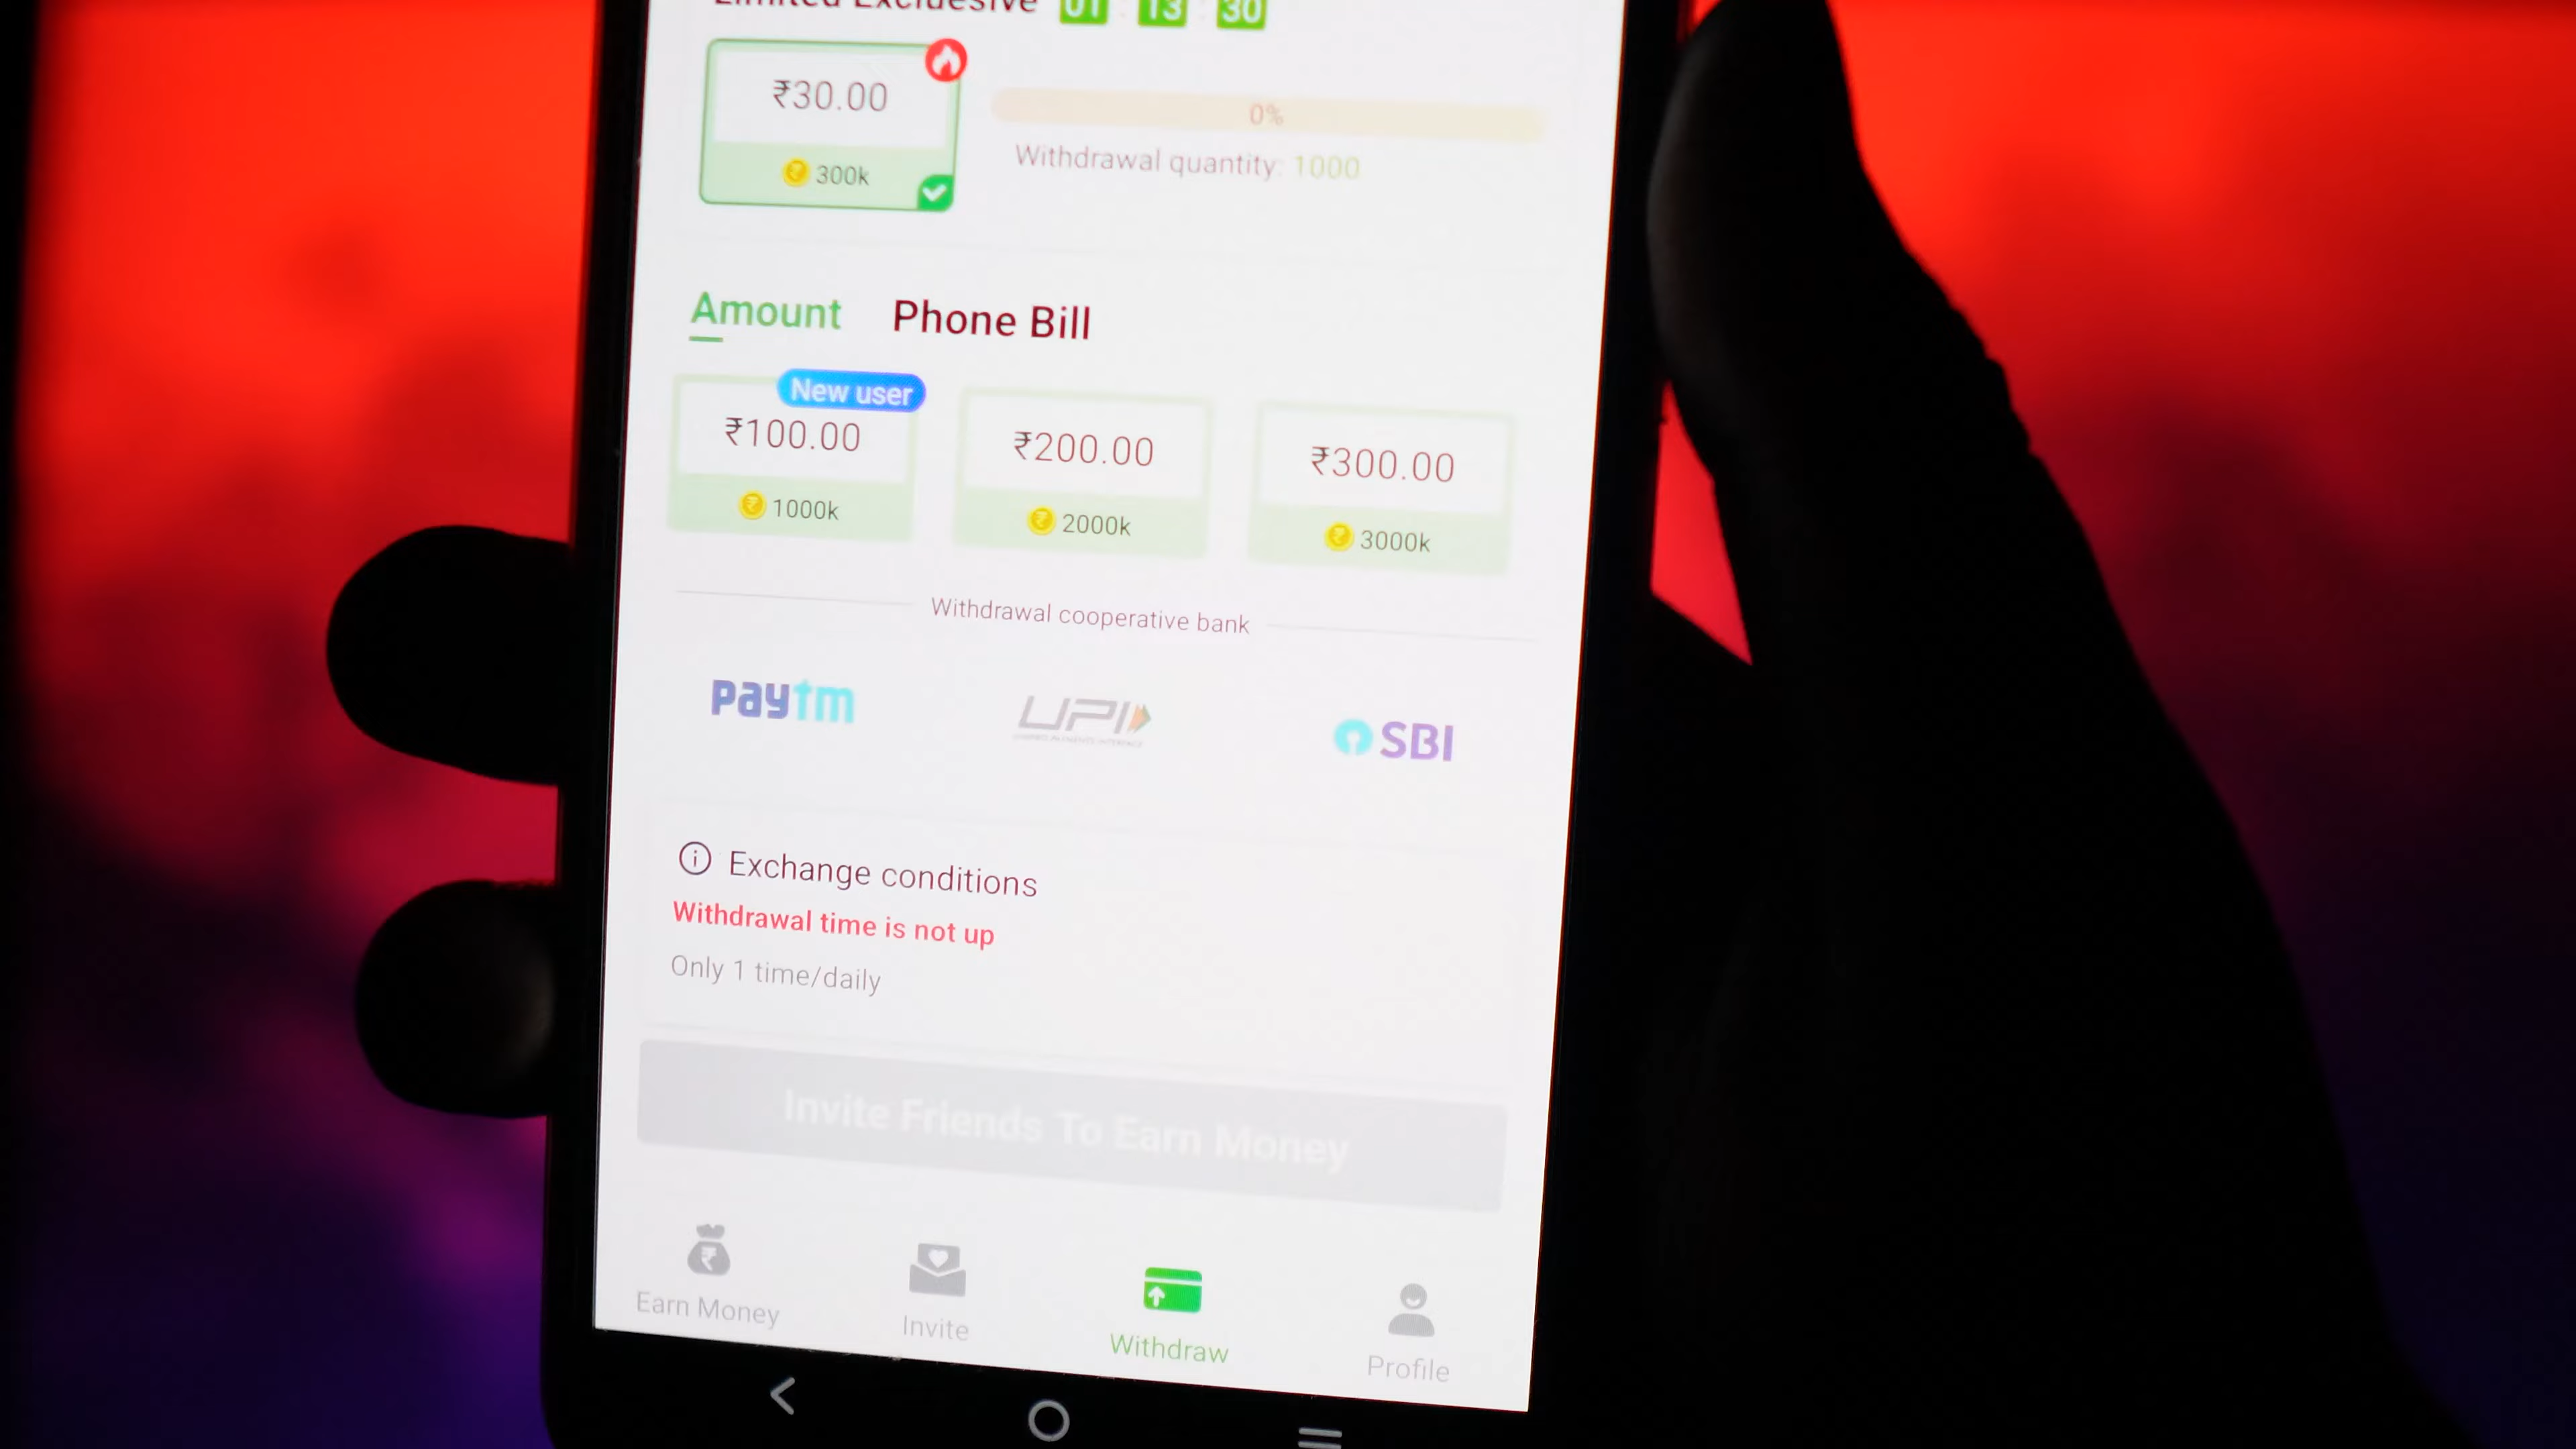 Limited Excluesive 01 : 13 : 30
₹30.00
300k
0%
Withdrawal quantity: 1000
Amount Phone Bill
New user
₹100.00 ₹200.00 ₹300.00
1000k 2000k 3000k
Withdrawal cooperative bank
paytm UPI SBI
Exchange conditions
Withdrawal time is not up
Only 1 time/daily
Invite Friends To Earn Money
Earn Money Invite Withdraw Profile